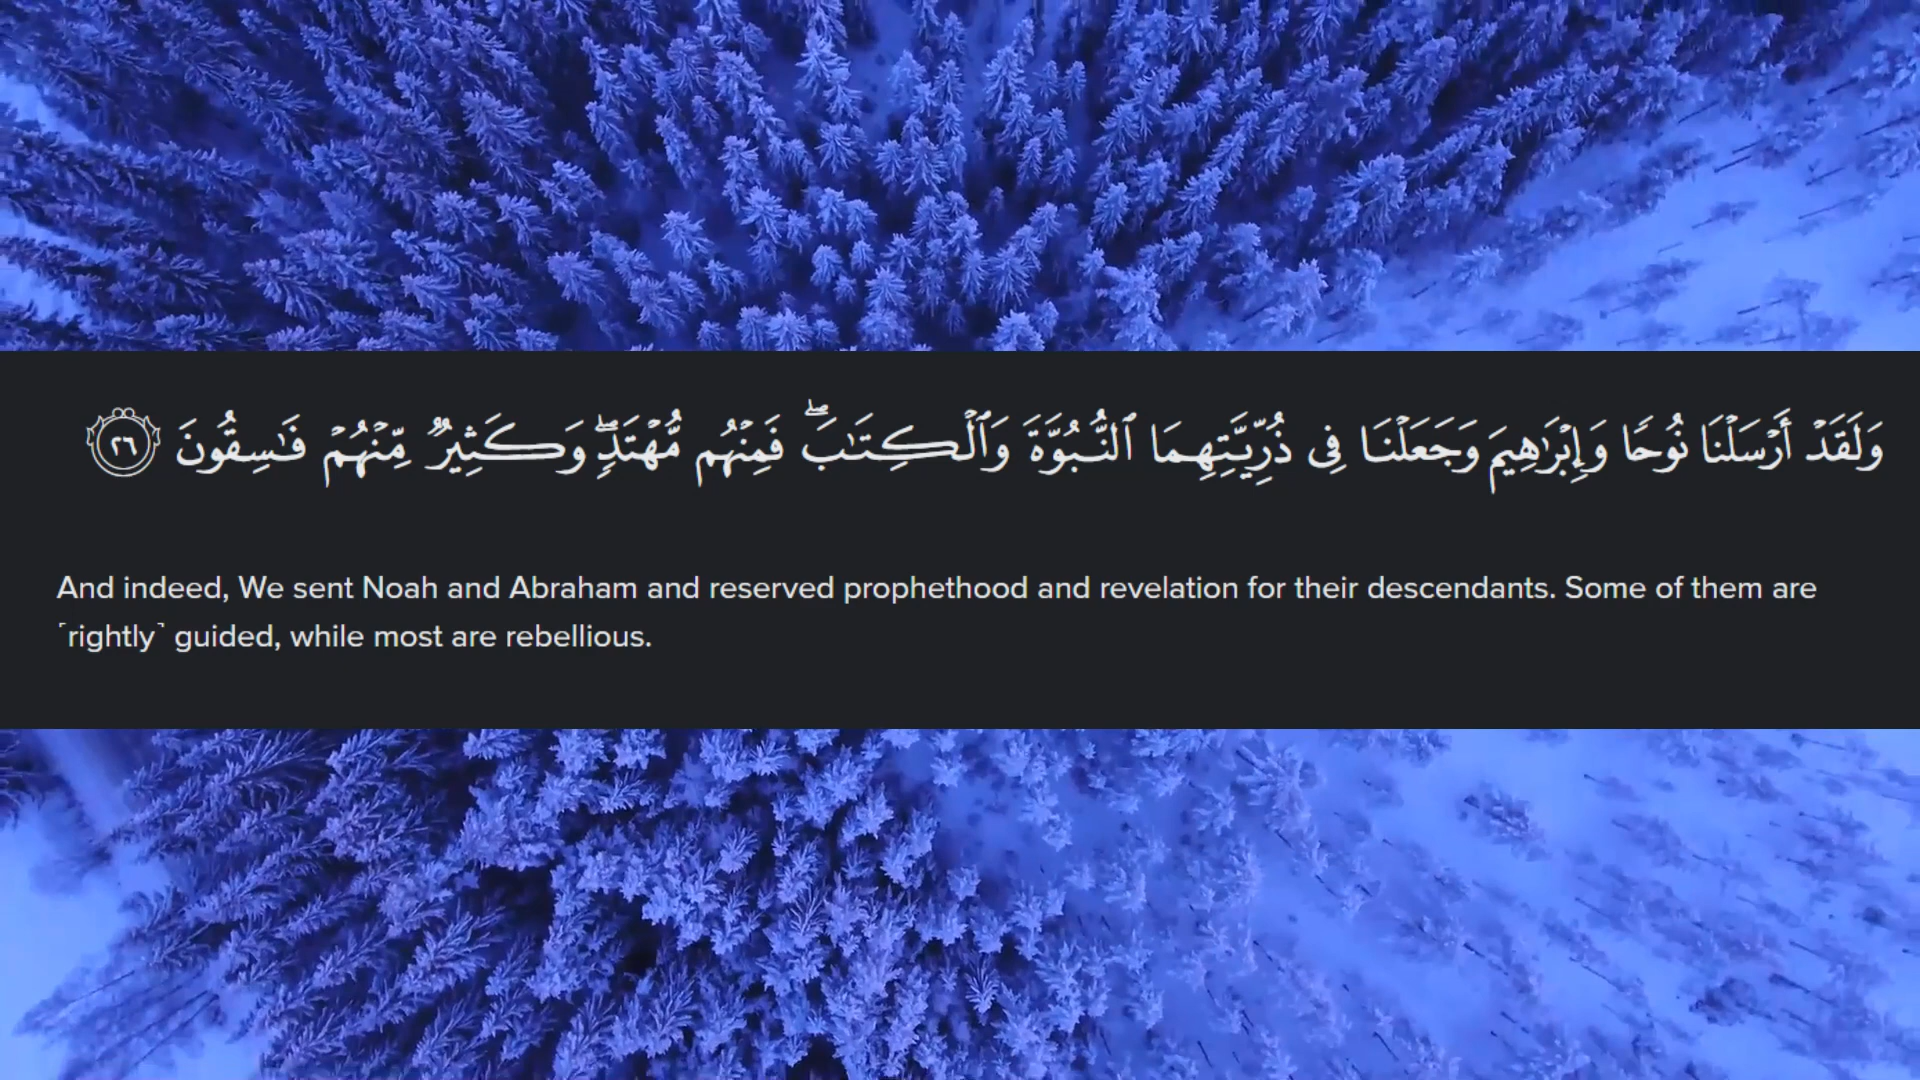 وَلَقَدْ أَرْسَلْنَا نُوحًا وَإِبْرَٰهِيمَ وَجَعَلْنَا فِى ذُرِّيَّتِهِمَا ٱلنُّبُوَّةَ وَٱلْكِتَـٰبَ ۖ فَمِنْهُم مُّهْتَدٍ ۖ وَكَثِيرٌ مِّنْهُمْ فَـٰسِقُونَ ٢٦
And indeed, We sent Noah and Abraham and reserved prophethood and revelation for their descendants. Some of them are
˹rightly˺ guided, while most are rebellious.